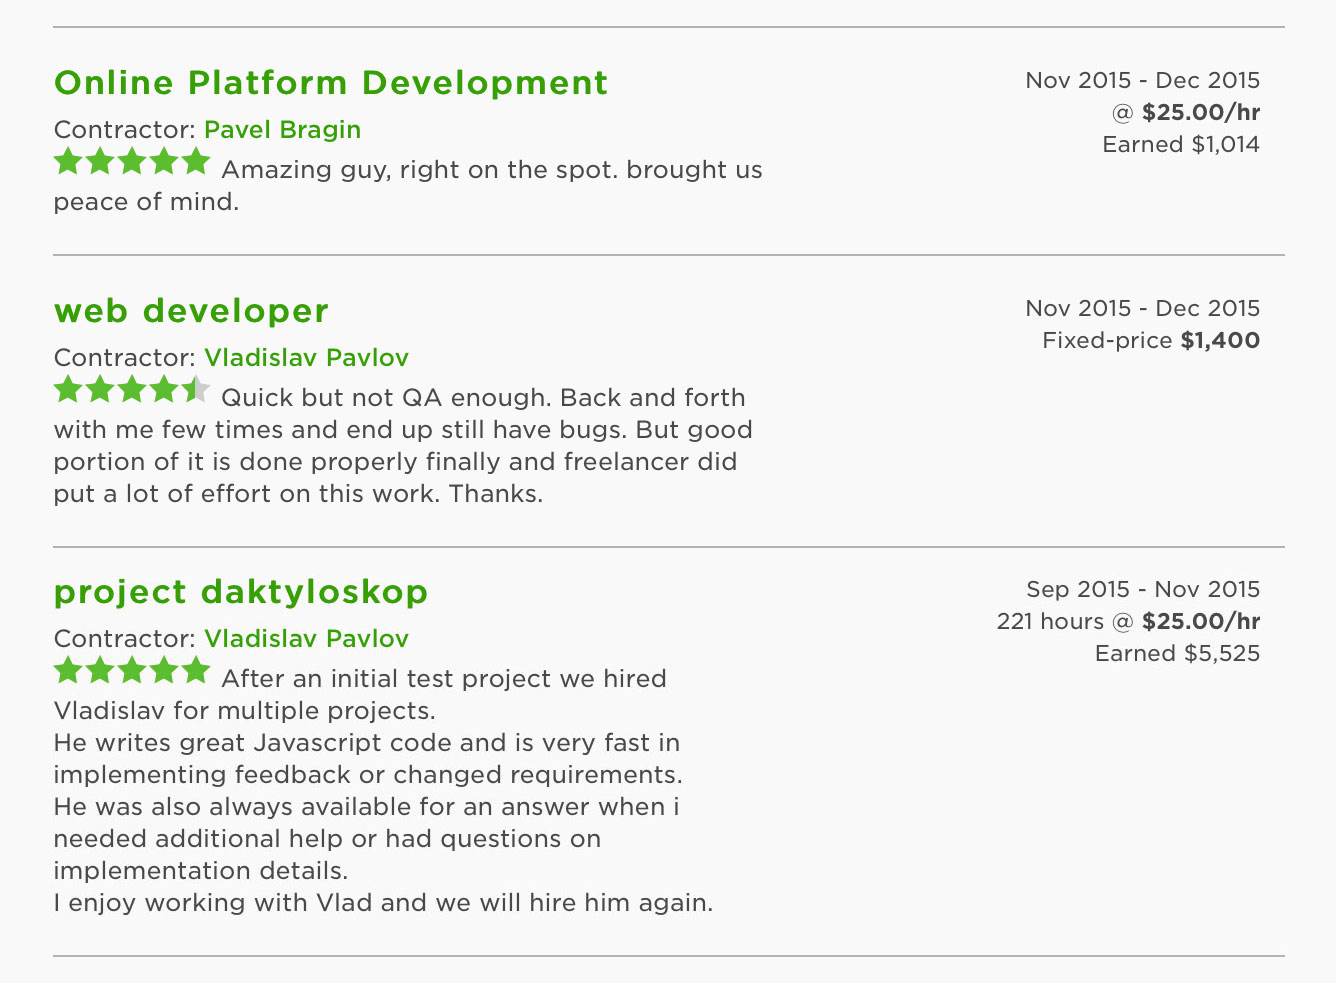 Online Platform Development
Nov 2015 - Dec 2015
@ $25.00/hr
Earned $1,014
Contractor: Pavel Bragin
Amazing guy, right on the spot. brought us
peace of mind.
web developer
Nov 2015 - Dec 2015
Fixed-price $1,400
Contractor: Vladislav Pavlov
Quick but not QA enough. Back and forth
with me few times and end up still have bugs. But good
portion of it is done properly finally and freelancer did
put a lot of effort on this work. Thanks.
project daktyloskop
Sep 2015 - Nov 2015
221 hours @ $25.00/hr
Earned $5,525
Contractor: Vladislav Pavlov
After an initial test project we hired
Vladislav for multiple projects.
He writes great Javascript code and is very fast in
implementing feedback or changed requirements.
He was also always available for an answer when i
needed additional help or had questions on
implementation details.
I enjoy working with Vlad and we will hire him again.